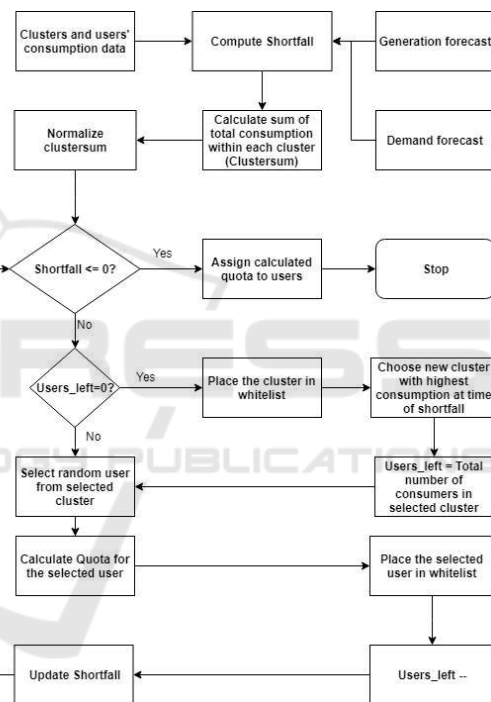 Clusters and users'
consumption data
Compute Shortfall
Generation forecast
Normalize
clustersum
Calculate sum of
total consumption
within each cluster
(Clustersum)
Demand forecast
Shortfall <= 0?
Yes
Assign calculated
quota to users
Stop
No
Users_left=0?
Yes
Place the cluster in
whitelist
Choose new cluster
with highest
consumption at time
of shortfall
No
Select random user
from selected
cluster
Users_left = Total
number of
consumers in
selected cluster
Calculate Quota for
the selected user
Place the selected
user in whitelist
Update Shortfall
Users_left --
RESS
OGY PUBLICATIONS